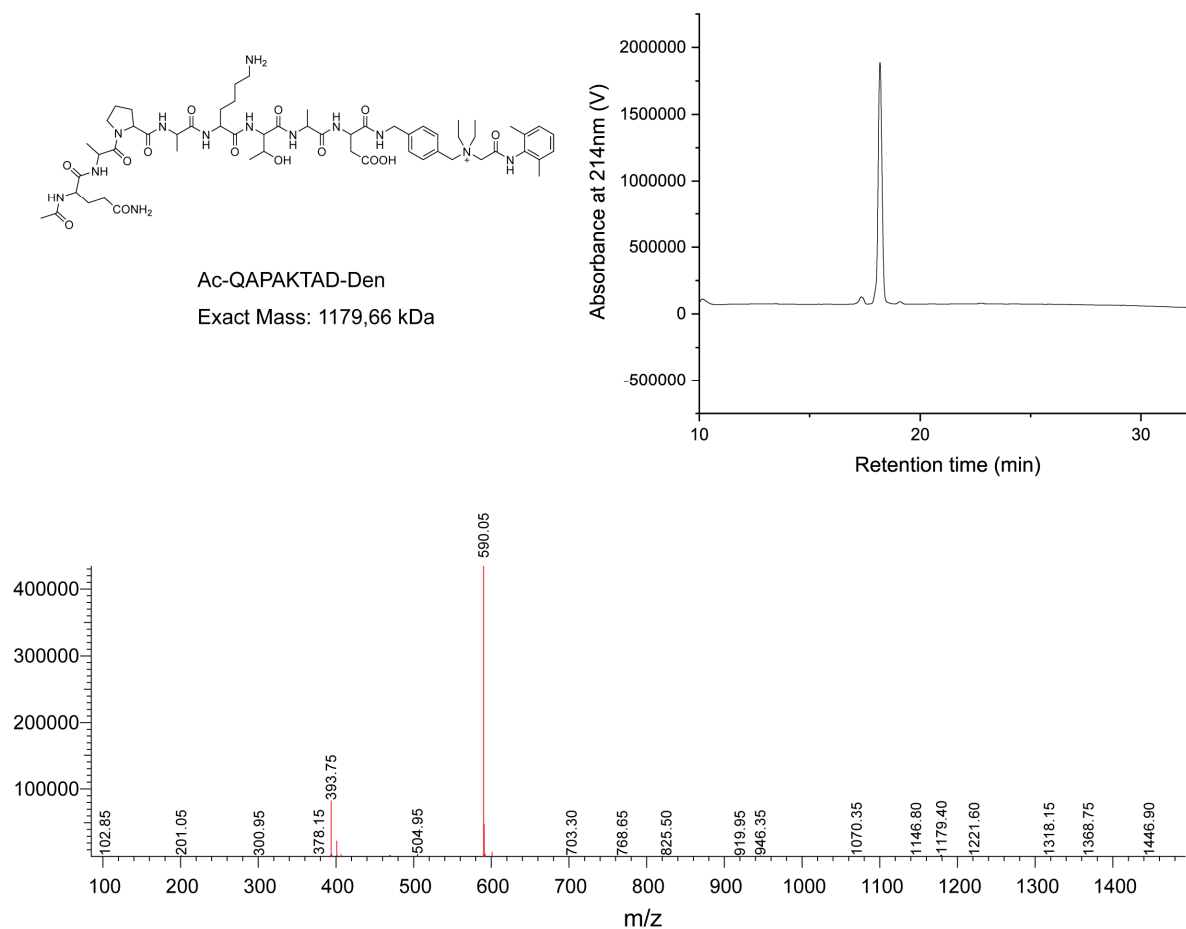 NH₂
O
H
N
O
H
N
O
H
N
O
H
N
N
O
N
H
O
N
H
O
N
H
O
N
+
O
N
H
O
NH
OH
COOH
O
HN
O
CONH₂
Ac-QAPAKTAD-Den
Exact Mass: 1179,66 kDa
Absorbance at 214nm (V)
2000000
1500000
1000000
500000
0
-500000
10
20
30
Retention time (min)
590.05
400000
300000
200000
100000
102.85
201.05
300.95
378.15
393.75
504.95
703.30
768.65
825.50
919.95
946.35
1070.35
1146.80
1179.40
1221.60
1318.15
1368.75
1446.90
100 200 300 400 500 600 700 800 900 1000 1100 1200 1300 1400
m/z